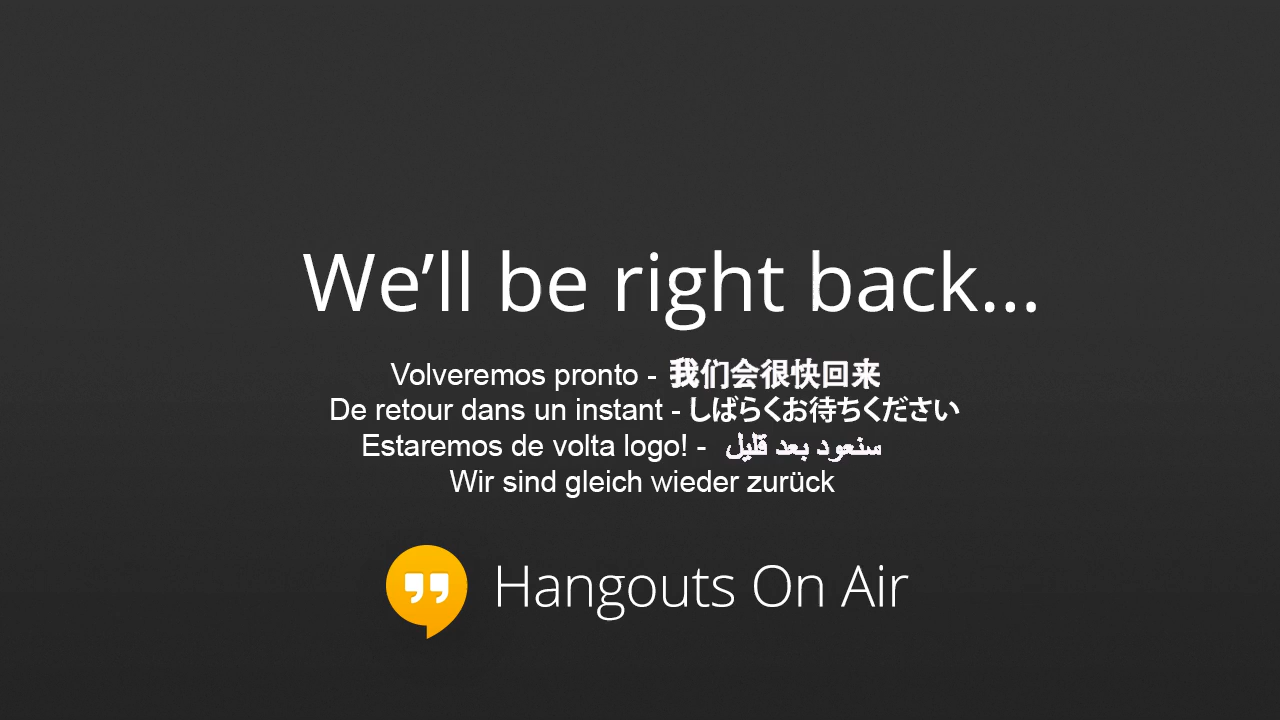 We’ll be right back...
Volveremos pronto - 我们会很快回来
De retour dans un instant - しばらくお待ちください
Estaremos de volta logo! - سنعود بعد قليل
Wir sind gleich wieder zurück
Hangouts On Air